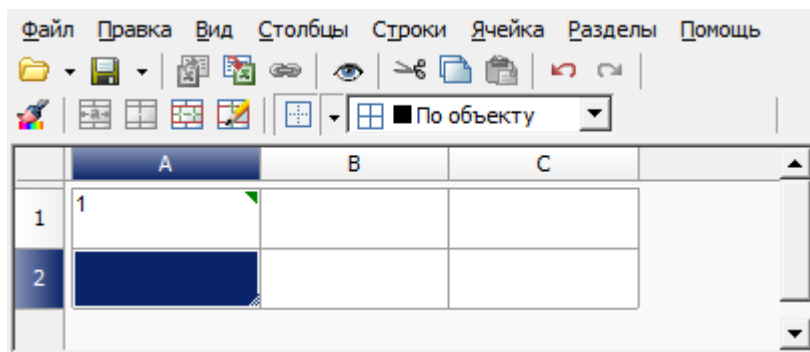 Файл Правка Вид Столбцы Строки Ячейка Разделы Помощь
По объекту
A B C
1 1
2